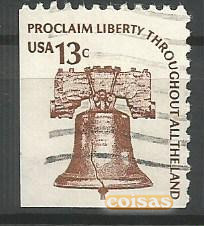 PROCLAIM LIBERTY THROUGHOUT ALL THE LAND
USA 13c
coisas